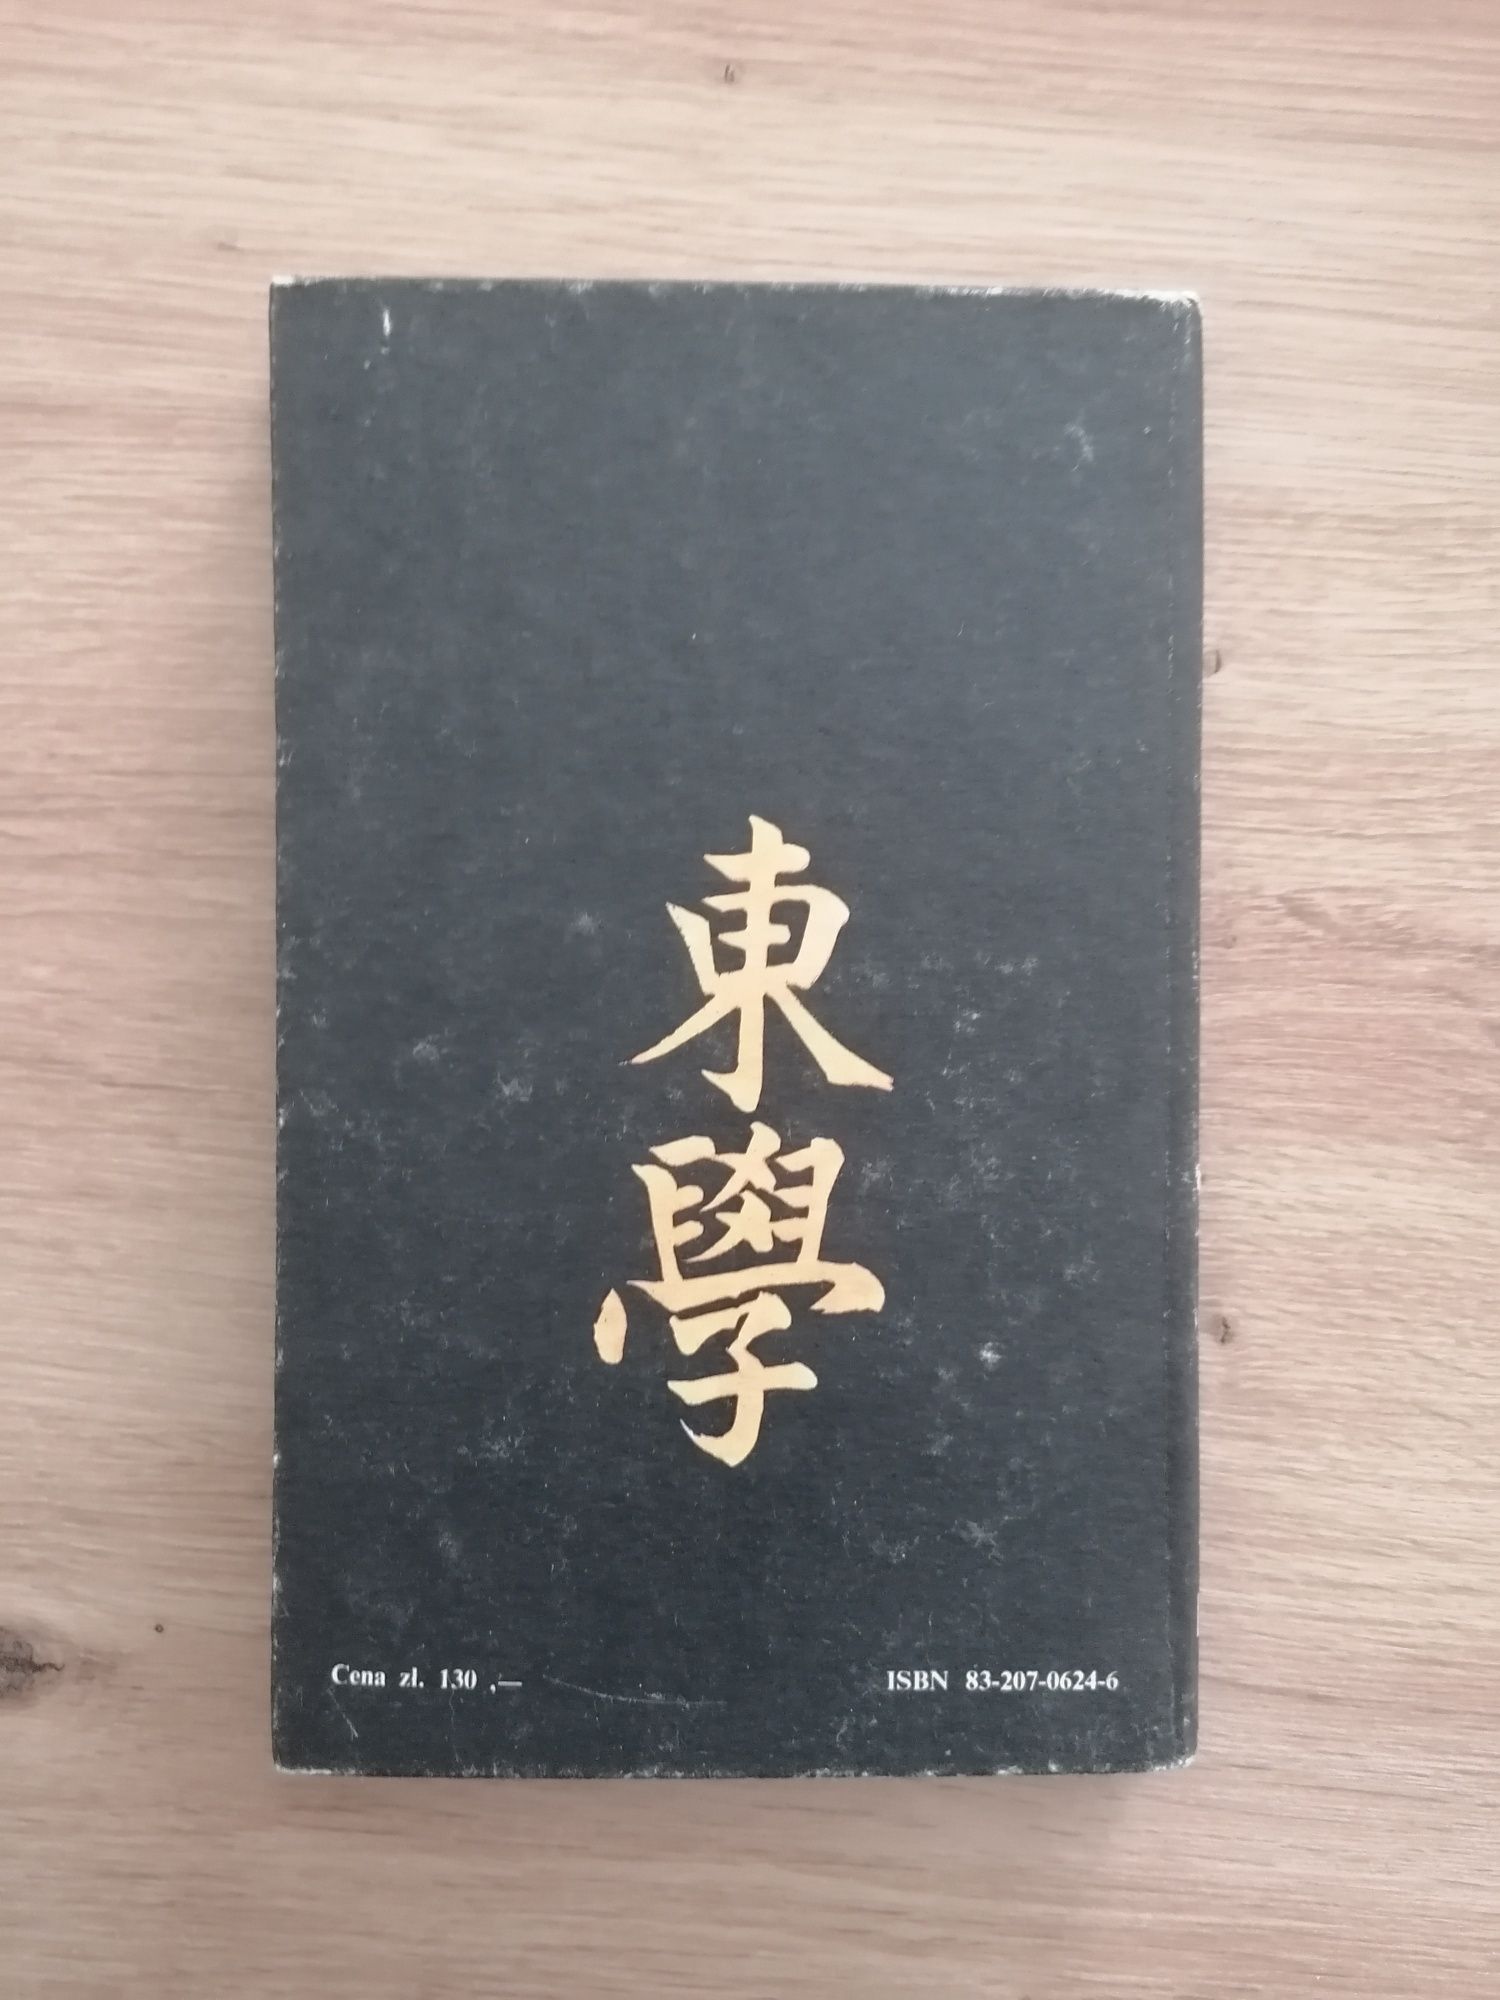 東
學
Cena zł. 130 ,—
ISBN 83-207-0624-6